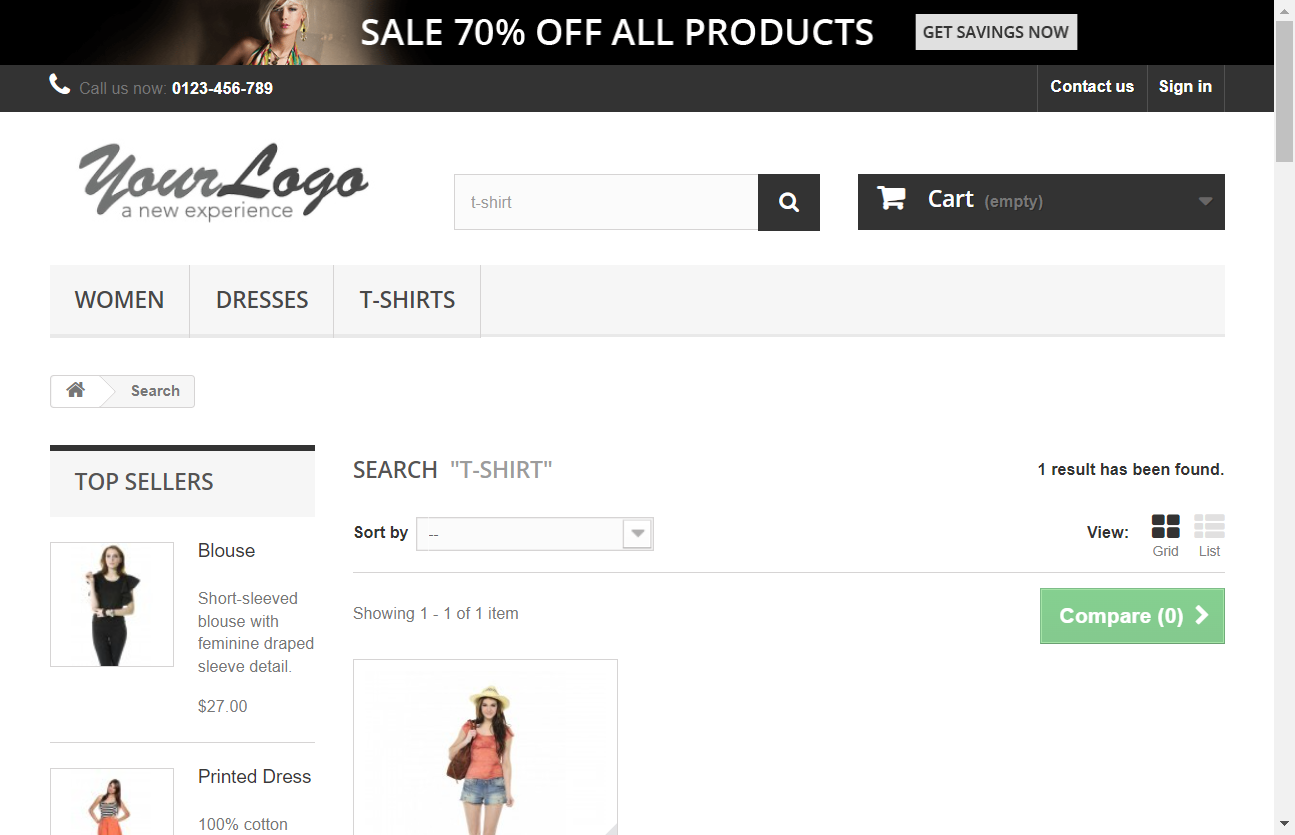 SALE 70% OFF ALL PRODUCTS
GET SAVINGS NOW
Call us now: 0123-456-789
Contact us
Sign in
YourLogo
a new experience
t-shirt
Cart (empty)
WOMEN
DRESSES
T-SHIRTS
Search
TOP SELLERS
Blouse
Short-sleeved
blouse with
feminine draped
sleeve detail.
$27.00
Printed Dress
100% cotton
SEARCH "T-SHIRT"
1 result has been found.
Sort by
--
View:
Grid
List
Showing 1 - 1 of 1 item
Compare (0)